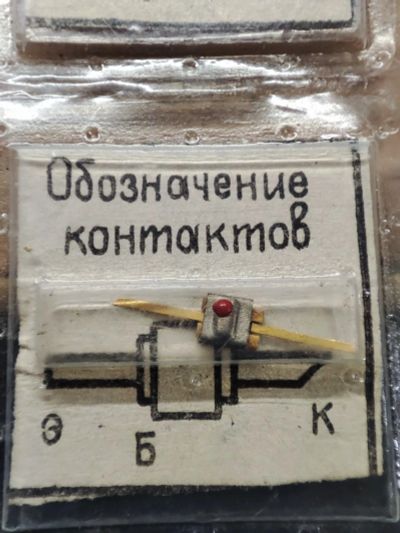 Обозначение
контактов
Э
Б
К